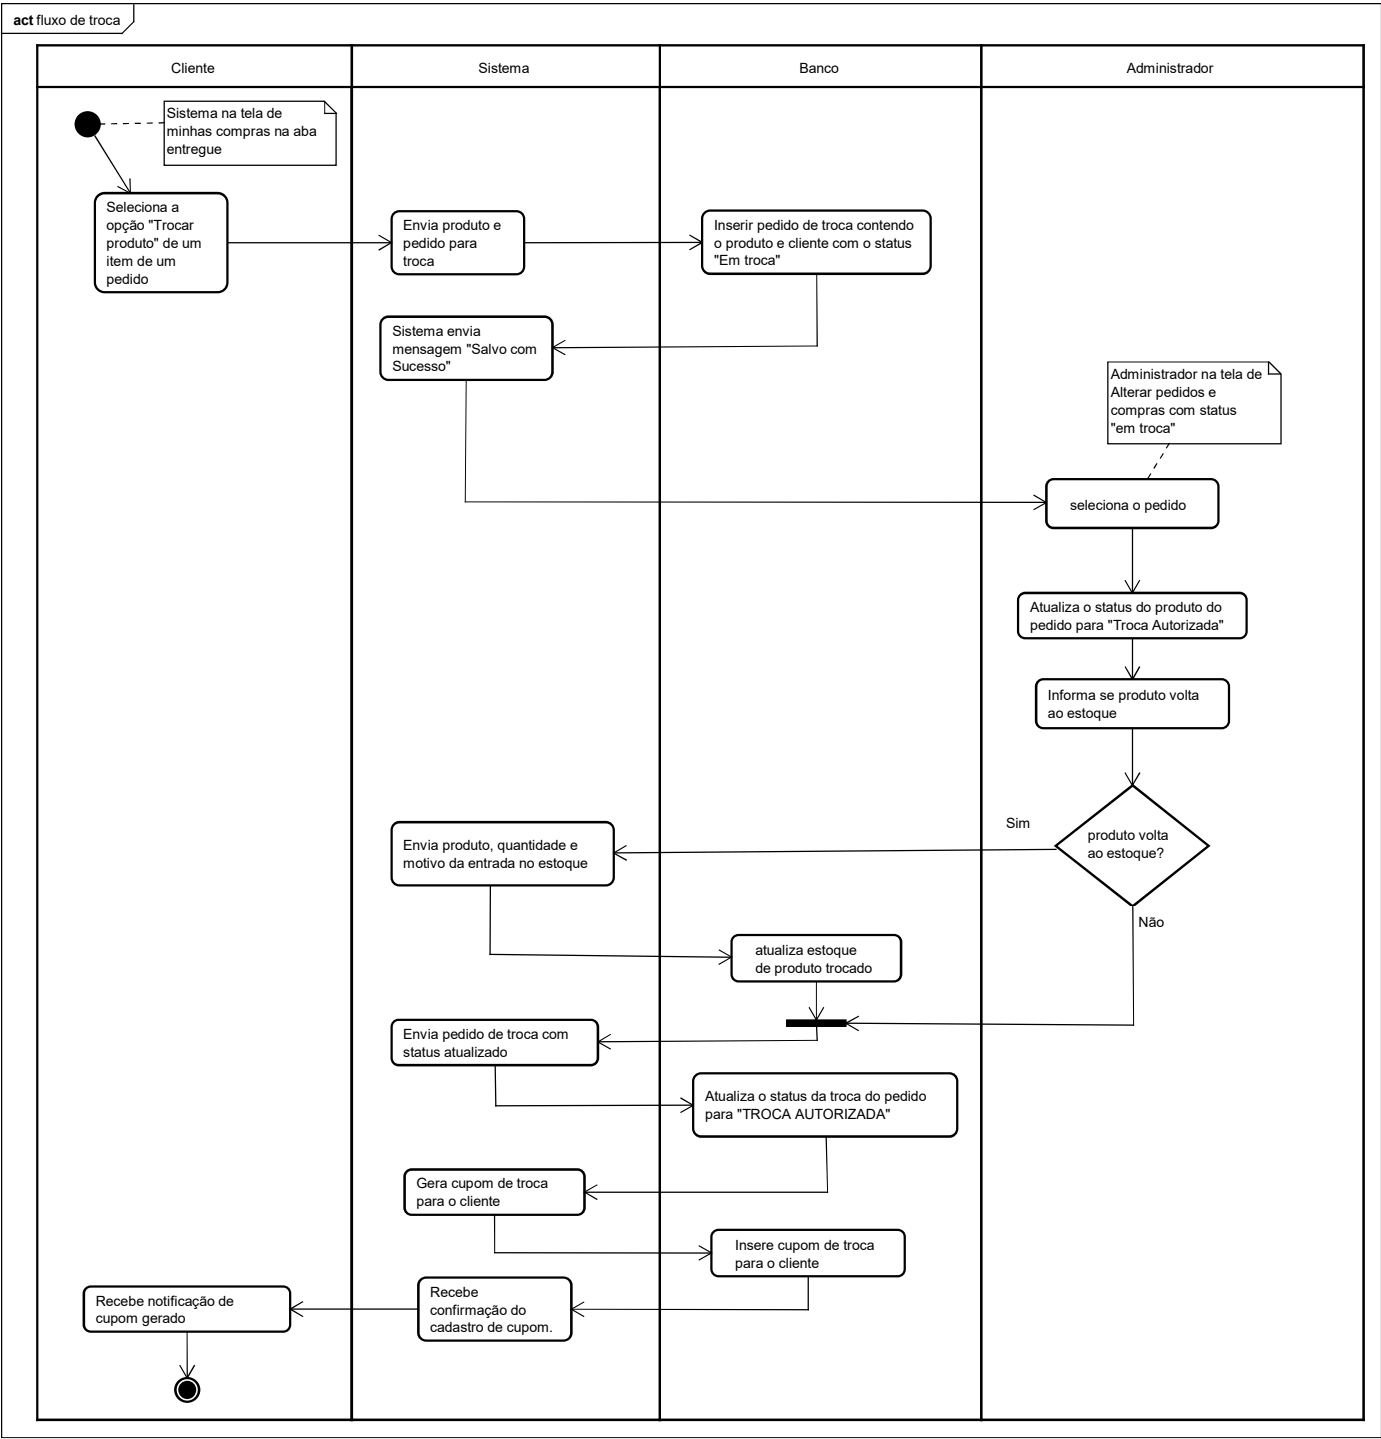 act fluxo de troca
Cliente
Sistema
Banco
Administrador
Sistema na tela de
minhas compras na aba
entregue
Seleciona a
opção "Trocar
produto" de um
item de um
pedido
Envia produto e
pedido para
troca
Inserir pedido de troca contendo
o produto e cliente com o status
"Em troca"
Sistema envia
mensagem "Salvo com
Sucesso"
Administrador na tela de
Alterar pedidos e
compras com status
"em troca"
seleciona o pedido
Atualiza o status do produto do
pedido para "Troca Autorizada"
Informa se produto volta
ao estoque
produto volta
ao estoque?
Sim
Não
Envia produto, quantidade e
motivo da entrada no estoque
atualiza estoque
de produto trocado
Envia pedido de troca com
status atualizado
Atualiza o status da troca do pedido
para "TROCA AUTORIZADA"
Gera cupom de troca
para o cliente
Insere cupom de troca
para o cliente
Recebe
confirmação do
cadastro de cupom.
Recebe notificação de
cupom gerado